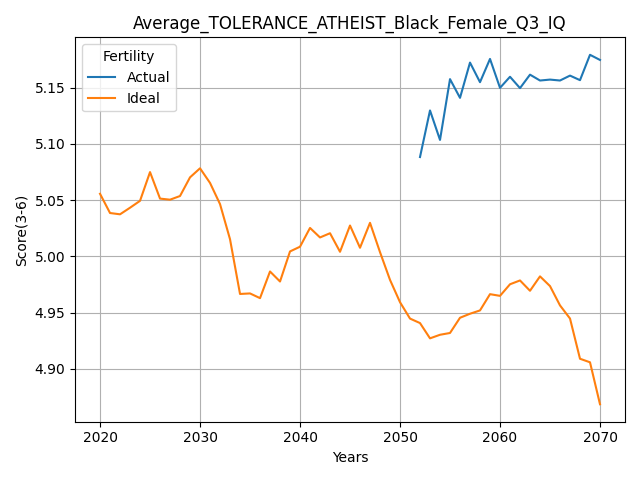 Average_TOLERANCE_ATHEIST_Black_Female_Q3_IQ
Fertility
Actual
Ideal
Score(3-6)
5.15
5.10
5.05
5.00
4.95
4.90
2020 2030 2040 2050 2060 2070
Years